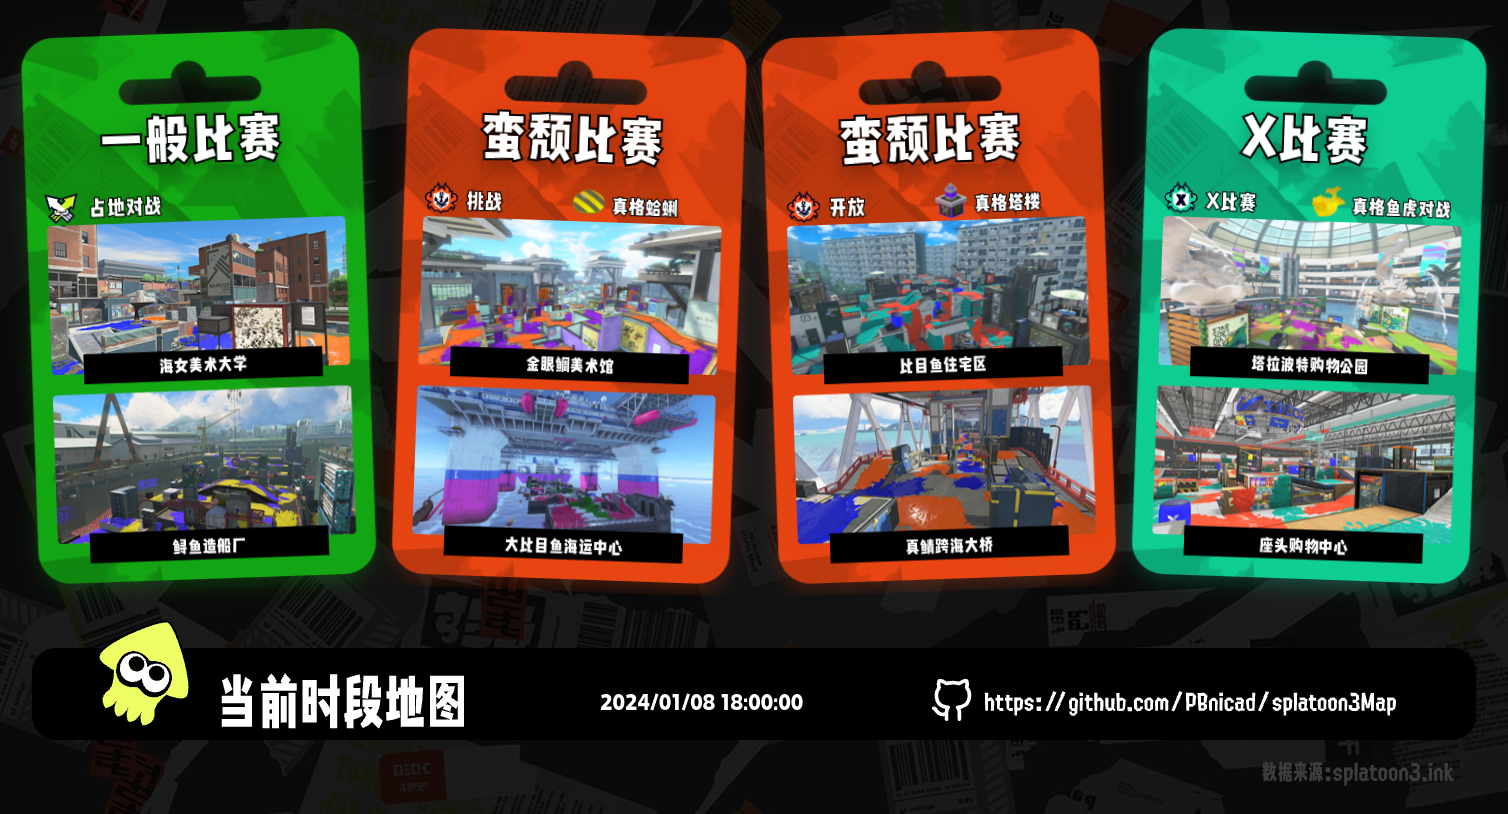 一般比赛
占地对战
海女美术大学
鲟鱼造船厂
蛮颓比赛
挑战
真格蛤蜊
金眼鲷美术馆
大比目鱼海运中心
蛮颓比赛
开放
真格塔楼
比目鱼住宅区
真鲭跨海大桥
X比赛
X比赛
真格鱼虎对战
塔拉波特购物公园
座头购物中心
当前时段地图
2024/01/08 18:00:00
https://github.com/PBnicad/splatoon3Map
数据来源:splatoon3.ink